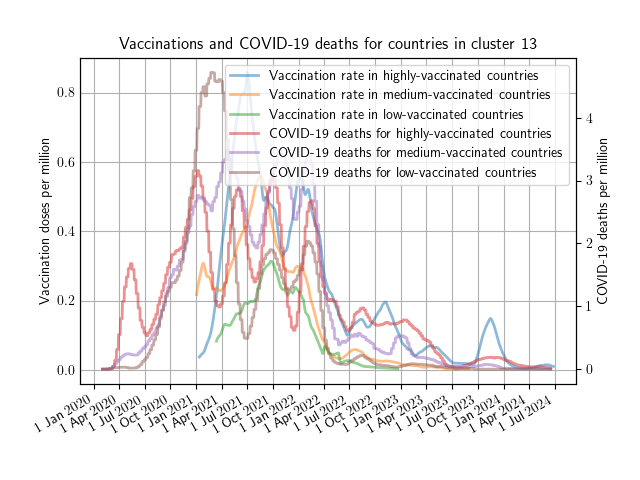 Vaccinations and COVID-19 deaths for countries in cluster 13
Vaccination rate in highly-vaccinated countries
Vaccination rate in medium-vaccinated countries
Vaccination rate in low-vaccinated countries
COVID-19 deaths for highly-vaccinated countries
COVID-19 deaths for medium-vaccinated countries
COVID-19 deaths for low-vaccinated countries
Vaccination doses per million
0.8
0.6
0.4
0.2
0.0
COVID-19 deaths per million
4
3
2
1
0
1 Jan 2020
1 Apr 2020
1 Jul 2020
1 Oct 2020
1 Jan 2021
1 Apr 2021
1 Jul 2021
1 Oct 2021
1 Jan 2022
1 Apr 2022
1 Jul 2022
1 Oct 2022
1 Jan 2023
1 Apr 2023
1 Jul 2023
1 Oct 2023
1 Jan 2024
1 Apr 2024
1 Jul 2024